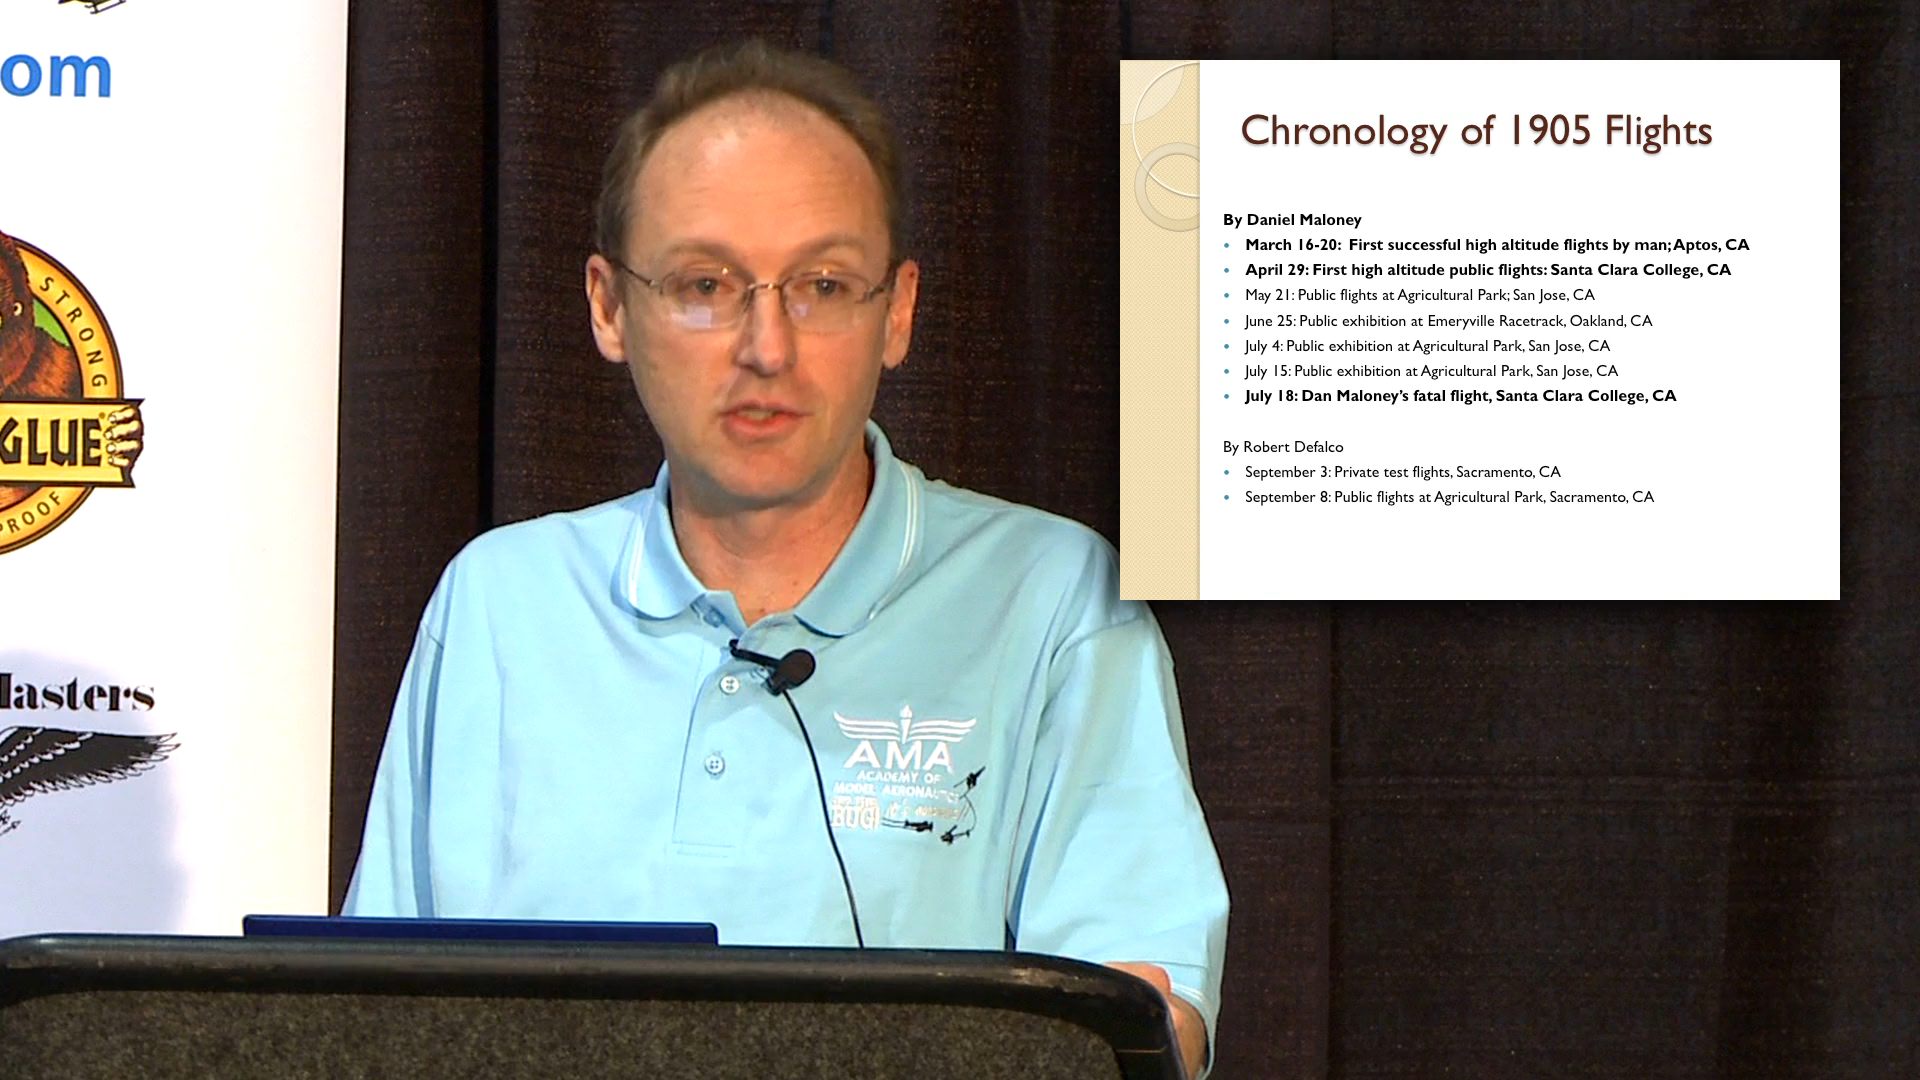 om
STRONG
GLUE
PROOF
Masters
Chronology of 1905 Flights
By Daniel Maloney
• March 16-20: First successful high altitude flights by man; Aptos, CA
• April 29: First high altitude public flights: Santa Clara College, CA
• May 21: Public flights at Agricultural Park; San Jose, CA
• June 25: Public exhibition at Emeryville Racetrack, Oakland, CA
• July 4: Public exhibition at Agricultural Park, San Jose, CA
• July 15: Public exhibition at Agricultural Park, San Jose, CA
• July 18: Dan Maloney's fatal flight, Santa Clara College, CA
By Robert Defalco
• September 3: Private test flights, Sacramento, CA
• September 8: Public flights at Agricultural Park, Sacramento, CA
AMA
ACADEMY OF
MODEL AERONAUTICS
BUG!